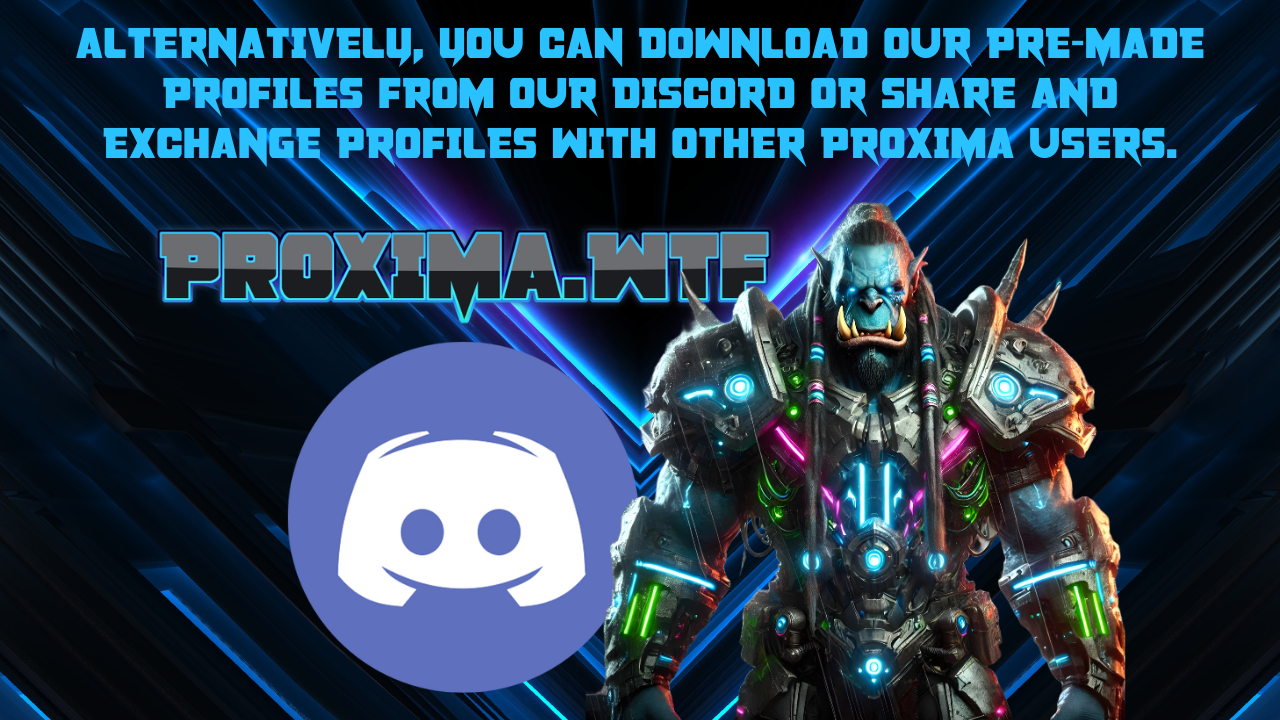 ALTERNATIVELY, YOU CAN DOWNLOAD OUR PRE-MADE
PROFILES FROM OUR DISCORD OR SHARE AND
EXCHANGE PROFILES WITH OTHER PROXIMA USERS.
PROXIMA.WTF